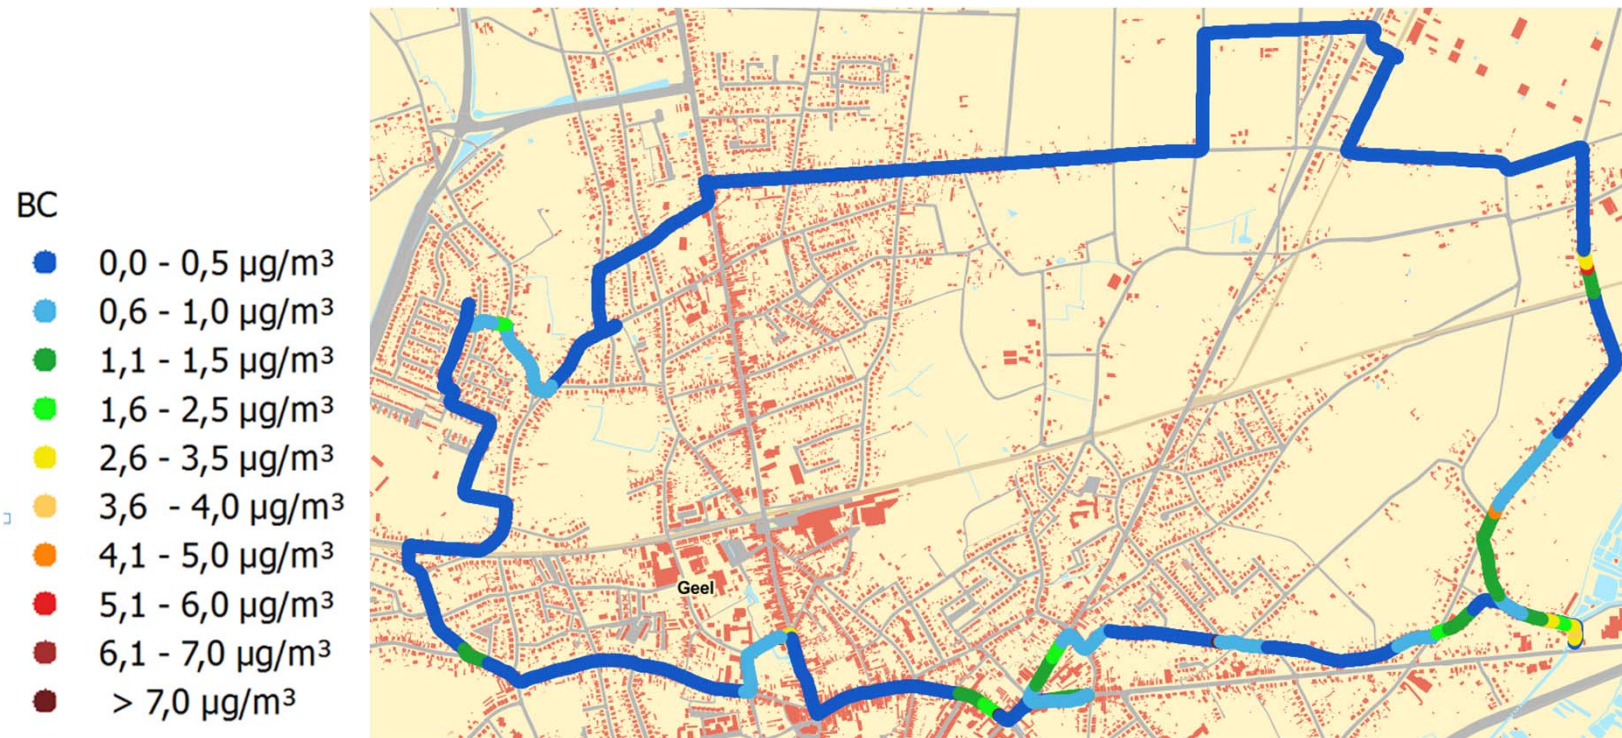 BC
0,0 - 0,5 µg/m³
0,6 - 1,0 µg/m³
1,1 - 1,5 µg/m³
1,6 - 2,5 µg/m³
2,6 - 3,5 µg/m³
3,6 - 4,0 µg/m³
4,1 - 5,0 µg/m³
5,1 - 6,0 µg/m³
6,1 - 7,0 µg/m³
> 7,0 µg/m³
Geel